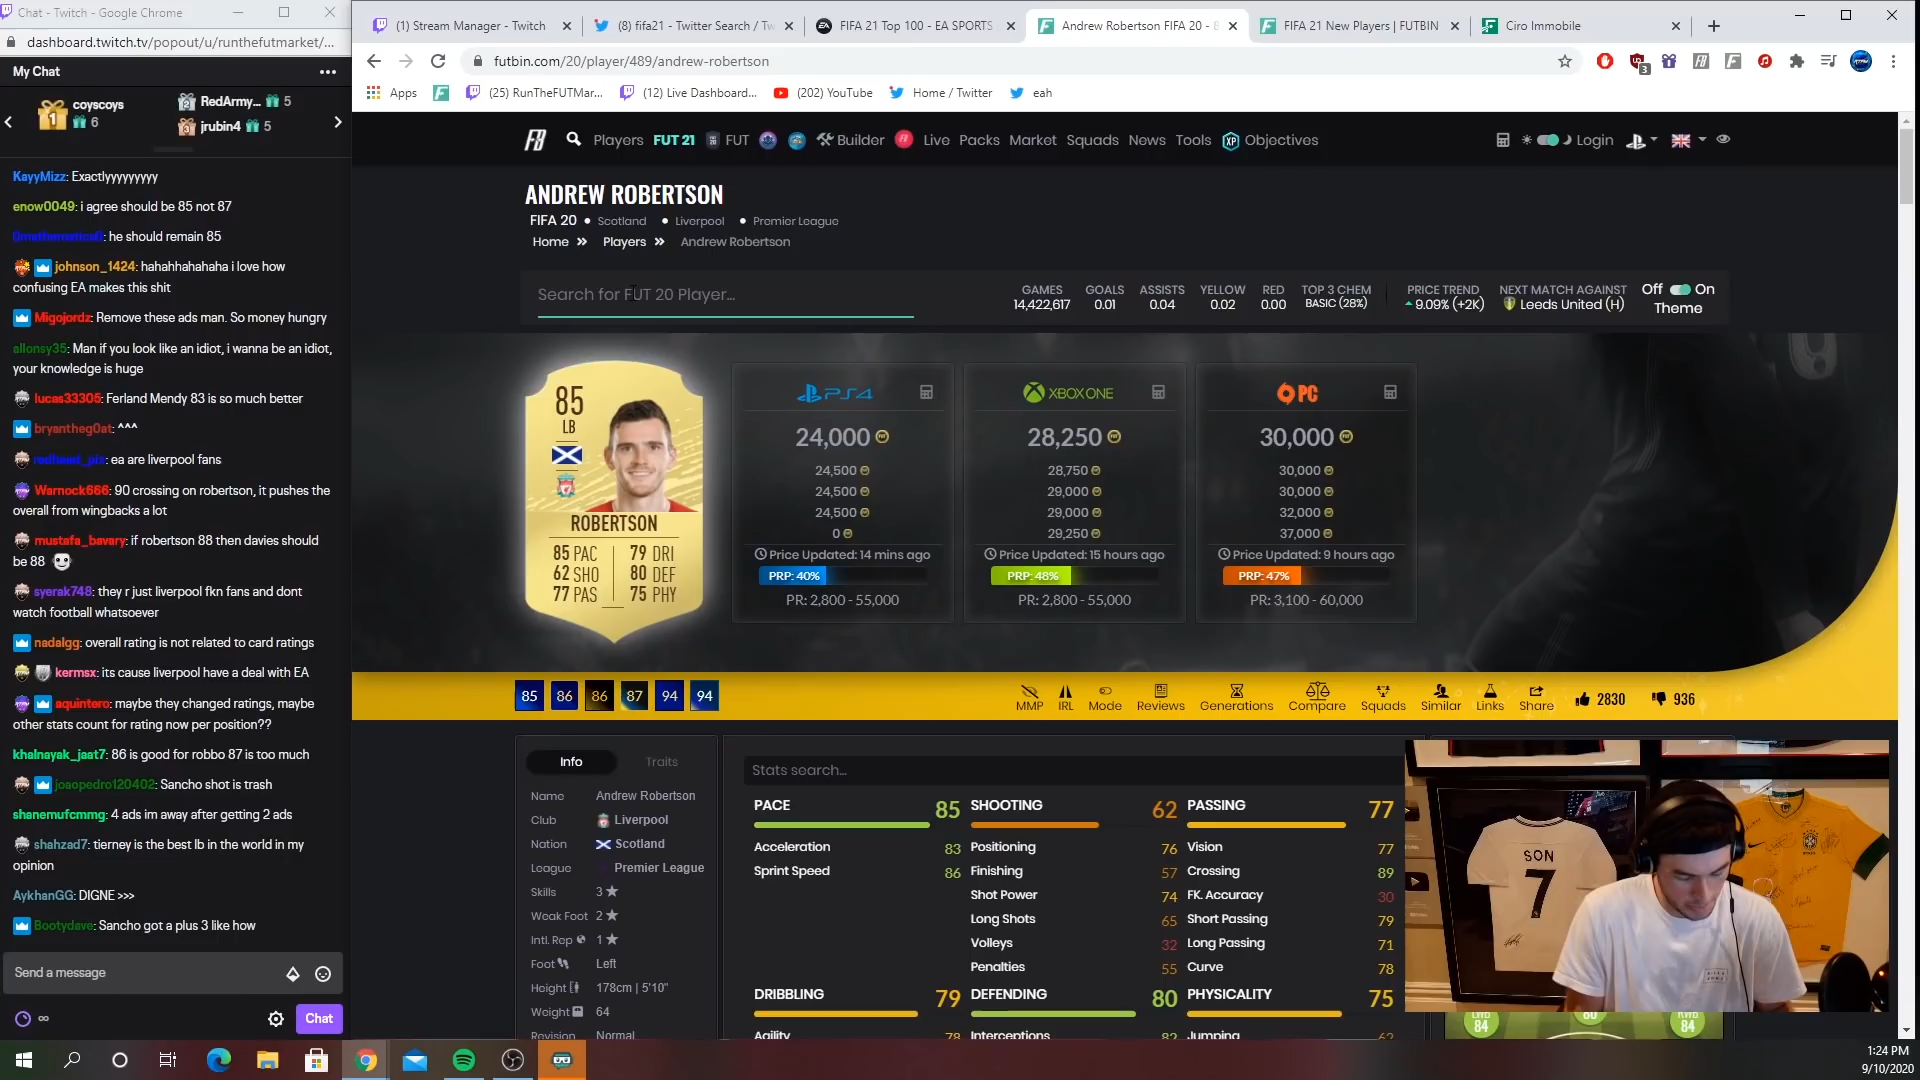 Chat - Twitch - Google Chrome
dashboard.twitch.tv/popout/u/runthefutmarket/...
My Chat
1 coyscoys 6
2 RedArmy... 5
3 jrubin4 5
KayyMizz: Exactlyyyyyyyyy
enow0049: i agree should be 85 not 87
he should remain 85
johnson_1424: hahahhahahaha i love how
confusing EA makes this shit
Migojordz: Remove these ads man. So money hungry
allonsy35: Man if you look like an idiot, i wanna be an idiot,
your knowledge is huge
lucas33305: Ferland Mendy 83 is so much better
bryantheg0at: ^^^
ea are liverpool fans
Warnock666: 90 crossing on robertson, it pushes the
overall from wingbacks a lot
mustafa_bavary: if robertson 88 then davies should
be 88
syerak748: they r just liverpool fkn fans and dont
watch football whatsoever
nadalgg: overall rating is not related to card ratings
kermsx: its cause liverpool have a deal with EA
aquintero: maybe they changed ratings, maybe
other stats count for rating now per position??
khalnayak_jaat7: 86 is good for robbo 87 is too much
joaopedro120402: Sancho shot is trash
shanemufcmmg: 4 ads im away after getting 2 ads
shahzad7: tierney is the best lb in the world in my
opinion
AykhanGG: DIGNE >>>
Bootydave: Sancho got a plus 3 like how
Send a message
Chat
(1) Stream Manager - Twitch
(8) fifa21 - Twitter Search / Tw
FIFA 21 Top 100 - EA SPORTS
Andrew Robertson FIFA 20 - 8
FIFA 21 New Players | FUTBIN
Ciro Immobile
futbin.com/20/player/489/andrew-robertson
3
Apps
(25) RunTheFUTMar...
(12) Live Dashboard...
(202) YouTube
Home / Twitter
eah
Players FUT 21 FUT Builder Live Packs Market Squads News Tools XP Objectives
Login
ANDREW ROBERTSON
FIFA 20 • Scotland • Liverpool • Premier League
Home » Players » Andrew Robertson
Search for FUT 20 Player...
GAMES GOALS ASSISTS YELLOW RED TOP 3 CHEM PRICE TREND NEXT MATCH AGAINST
14,422,617 0.01 0.04 0.02 0.00 BASIC (28%) 9.09% (+2K) Leeds United (H)
Off On
Theme
85
LB
ROBERTSON
85 PAC 79 DRI
62 SHO 80 DEF
77 PAS 75 PHY
PS4
24,000
24,500
24,500
24,500
0
Price Updated: 14 mins ago
PRP: 40%
PR: 2,800 - 55,000
XBOX ONE
28,250
28,750
29,000
29,000
29,250
Price Updated: 15 hours ago
PRP: 48%
PR: 2,800 - 55,000
PC
30,000
30,000
30,000
32,000
37,000
Price Updated: 9 hours ago
PRP: 47%
PR: 3,100 - 60,000
85 86 86 87 94 94
MMP IRL Mode Reviews Generations Compare Squads Similar Links Share 2830 936
Info Traits
Name Andrew Robertson
Club Liverpool
Nation Scotland
League Premier League
Skills 3
Weak Foot 2
Intl. Rep 1
Foot Left
Height 178cm | 5'10"
Weight 64
Revision Normal
Stats search...
PACE 85
Acceleration 83
Sprint Speed 86
SHOOTING 62
Positioning 76
Finishing 57
Shot Power 74
Long Shots 65
Volleys 32
Penalties 55
PASSING 77
Vision 77
Crossing 89
FK. Accuracy 30
Short Passing 79
Long Passing 71
Curve 78
DRIBBLING 79
Agility 78
DEFENDING 80
Interceptions 82
PHYSICALITY 75
Jumping 62
SON
7
LWB
84
80
RWB
84
1:24 PM
9/10/2020